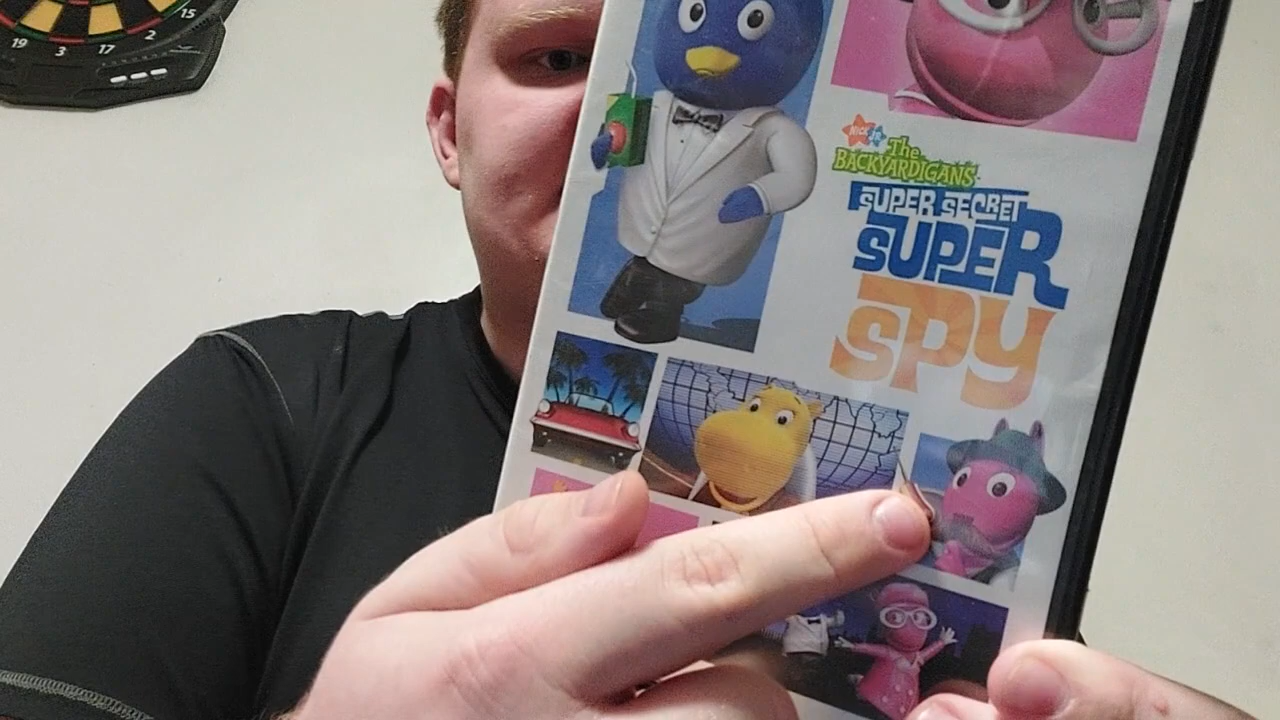 15
2
17
3
19
NICK JR
The
BACKYARDIGANS
SUPER SECRET
SUPER
SPY